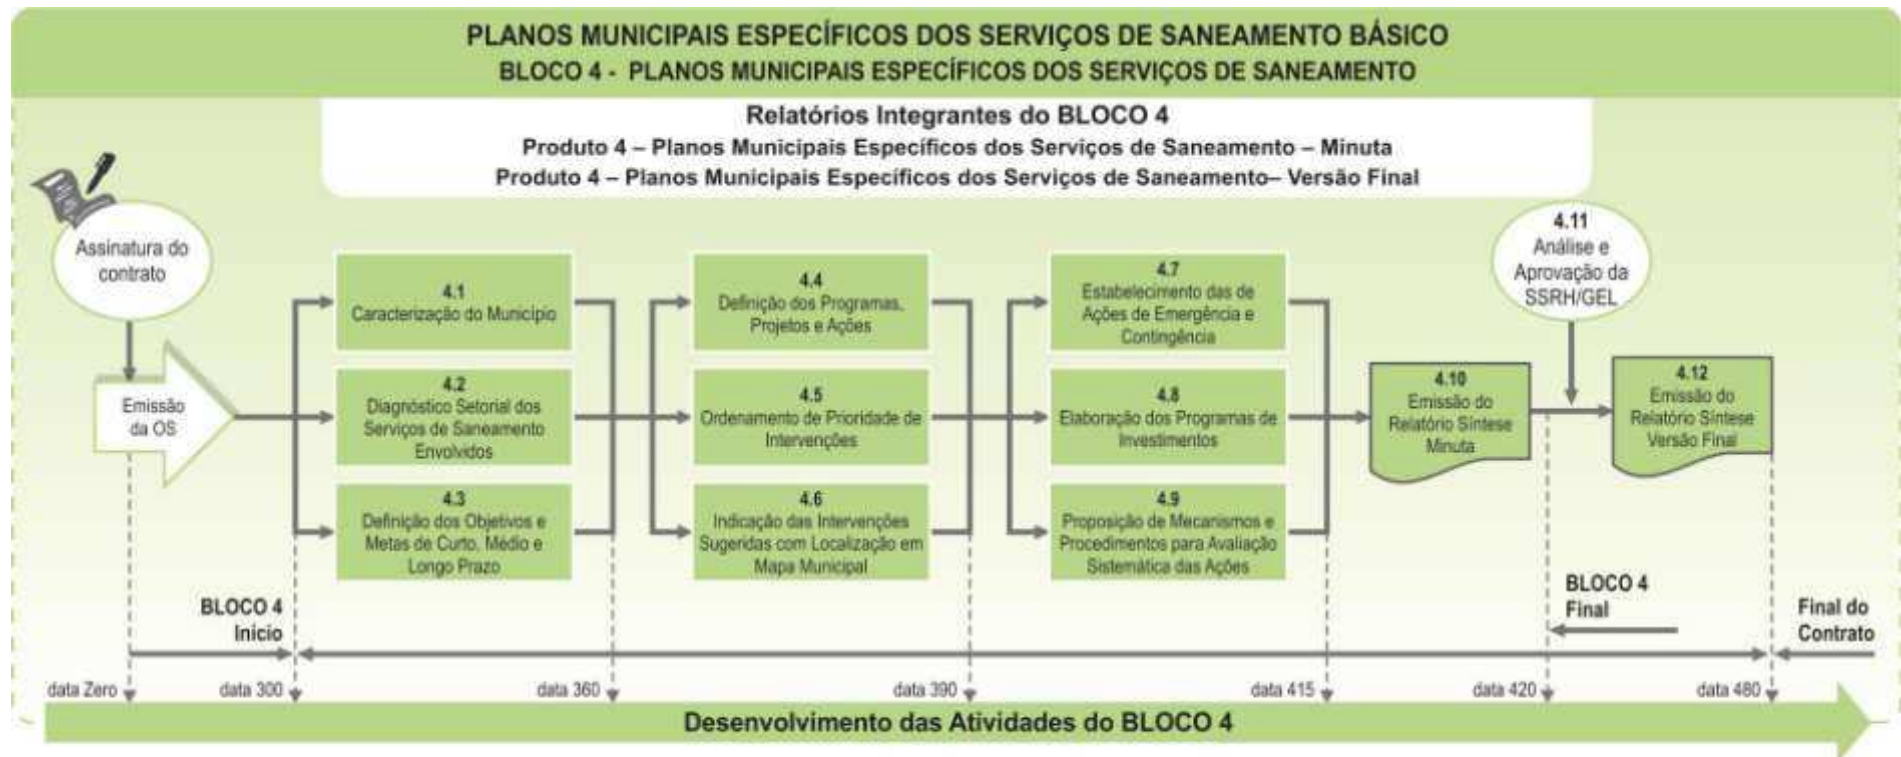 PLANOS MUNICIPAIS ESPECÍFICOS DOS SERVIÇOS DE SANEAMENTO BÁSICO
BLOCO 4 - PLANOS MUNICIPAIS ESPECÍFICOS DOS SERVIÇOS DE SANEAMENTO
Relatórios Integrantes do BLOCO 4
Produto 4 – Planos Municipais Específicos dos Serviços de Saneamento – Minuta
Produto 4 – Planos Municipais Específicos dos Serviços de Saneamento– Versão Final
Assinatura do
contrato
Emissão
da OS
4.1
Caracterização do Município
4.2
Diagnóstico Setorial dos
Serviços de Saneamento
Envolvidos
4.3
Definição dos Objetivos e
Metas de Curto, Médio e
Longo Prazo
4.4
Definição dos Programas,
Projetos e Ações
4.5
Ordenamento de Prioridade de
Intervenções
4.6
Indicação das Intervenções
Sugeridas com Localização em
Mapa Municipal
4.7
Estabelecimento das de
Ações de Emergência e
Contingência
4.8
Elaboração dos Programas de
Investimentos
4.9
Proposição de Mecanismos e
Procedimentos para Avaliação
Sistemática das Ações
4.10
Emissão do
Relatório Síntese
Minuta
4.11
Análise e
Aprovação da
SSRH/GEL
4.12
Emissão do
Relatório Síntese
Versão Final
BLOCO 4
Início
BLOCO 4
Final
Final do
Contrato
data Zero
data 300
data 360
data 390
data 415
data 420
data 480
Desenvolvimento das Atividades do BLOCO 4